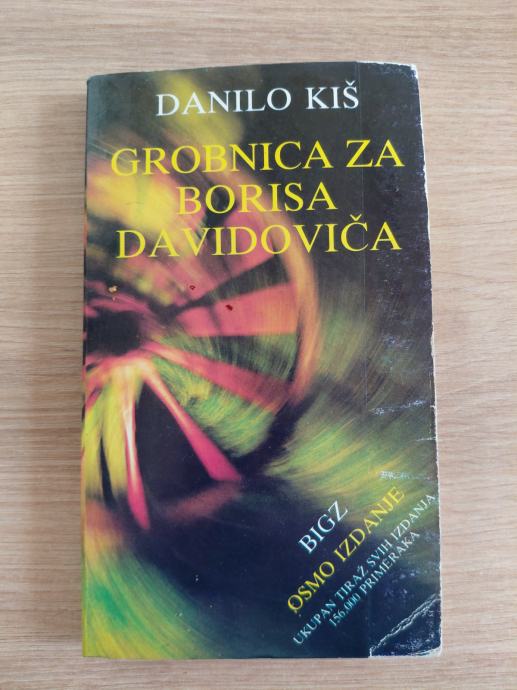 DANILO KIŠ
GROBNICA ZA
BORISA
DAVIDOVIČA
BIGZ
OSMO IZDANJE
UKUPAN TIRAŽ SVIH IZDANJA
156.000 PRIMERAKA